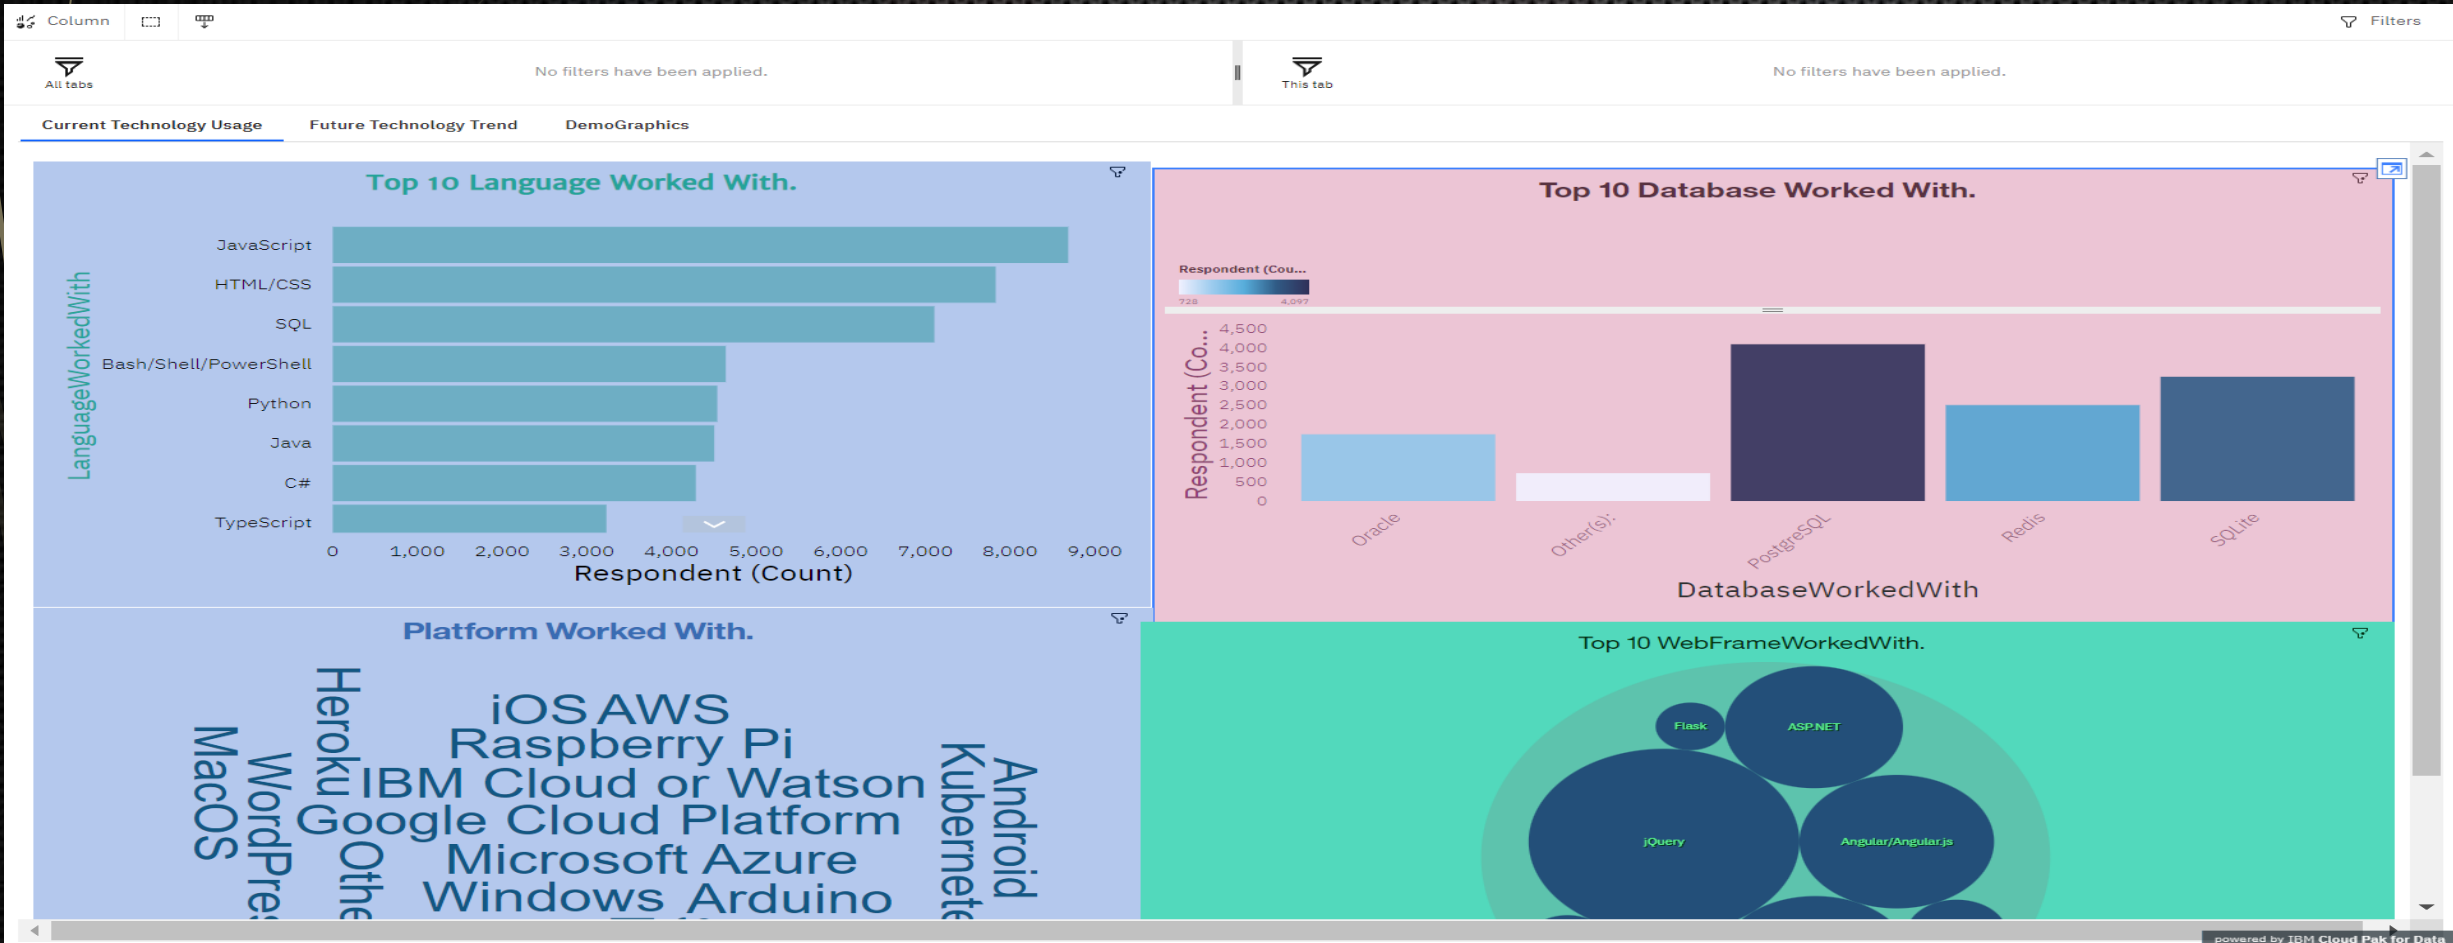 Column
Filters
All tabs
No filters have been applied.
This tab
No filters have been applied.
Current Technology Usage
Future Technology Trend
DemoGraphics
Top 10 Language Worked With.
LanguageWorkedWith
JavaScript
HTML/CSS
SQL
Bash/Shell/PowerShell
Python
Java
C#
TypeScript
0 1,000 2,000 3,000 4,000 5,000 6,000 7,000 8,000 9,000
Respondent (Count)
Top 10 Database Worked With.
Respondent (Cou...
728 4,097
Respondent (Co...
4,500
4,000
3,500
3,000
2,500
2,000
1,500
1,000
500
0
Oracle
Other(s):
PostgreSQL
Redis
SQLite
DatabaseWorkedWith
Platform Worked With.
Heroku
iOS
AWS
Raspberry Pi
MacOS
WordPres
IBM Cloud or Watson
Kubernete
Android
Google Cloud Platform
Othe
Microsoft Azure
Windows
Arduino
Top 10 WebFrameWorkedWith.
Flask
ASP.NET
jQuery
Angular/Angular.js
powered by IBM Cloud Pak for Data